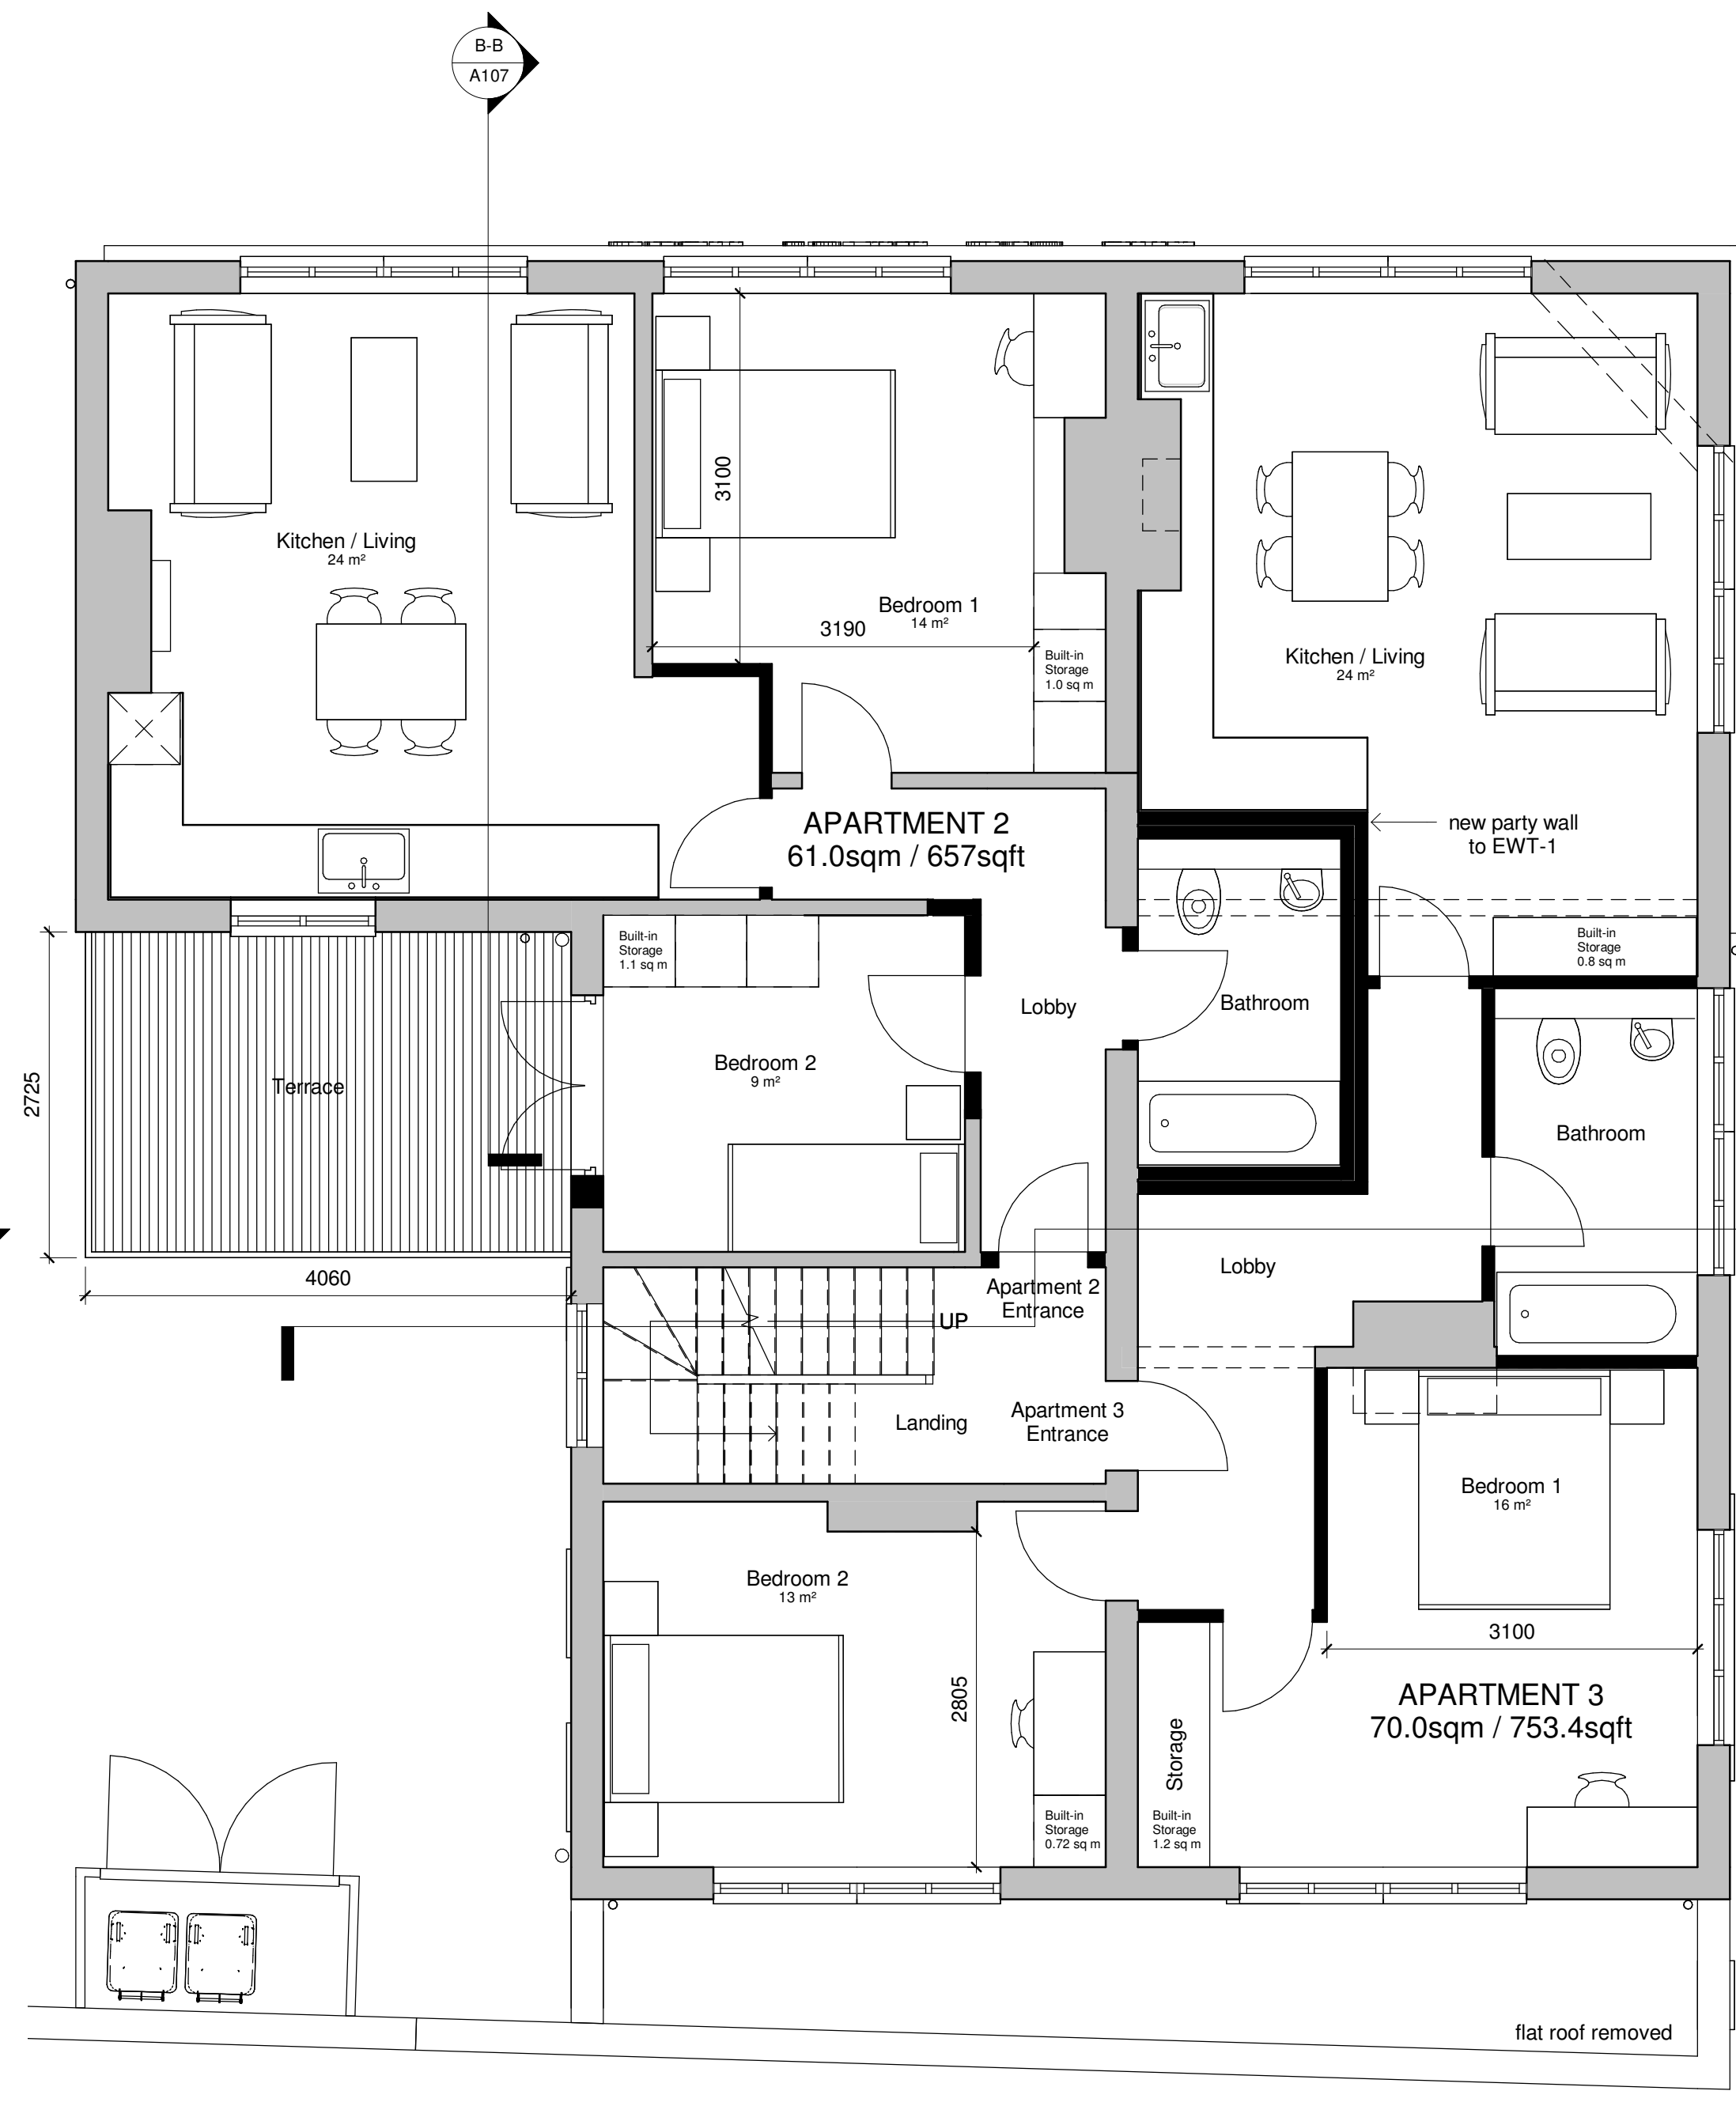 B-B
A107
Kitchen / Living
24 m²
3100
Bedroom 1
14 m²
3190
Built-in
Storage
1.0 sq m
Kitchen / Living
24 m²
APARTMENT 2
61.0sqm / 657sqft
new party wall
to EWT-1
Built-in
Storage
1.1 sq m
Built-in
Storage
0.8 sq m
Lobby
Bathroom
Bedroom 2
9 m²
Terrace
2725
Bathroom
4060
Lobby
Apartment 2
Entrance
UP
Landing
Apartment 3
Entrance
Bedroom 1
16 m²
Bedroom 2
13 m²
3100
2805
APARTMENT 3
70.0sqm / 753.4sqft
Storage
Built-in
Storage
0.72 sq m
Built-in
Storage
1.2 sq m
flat roof removed